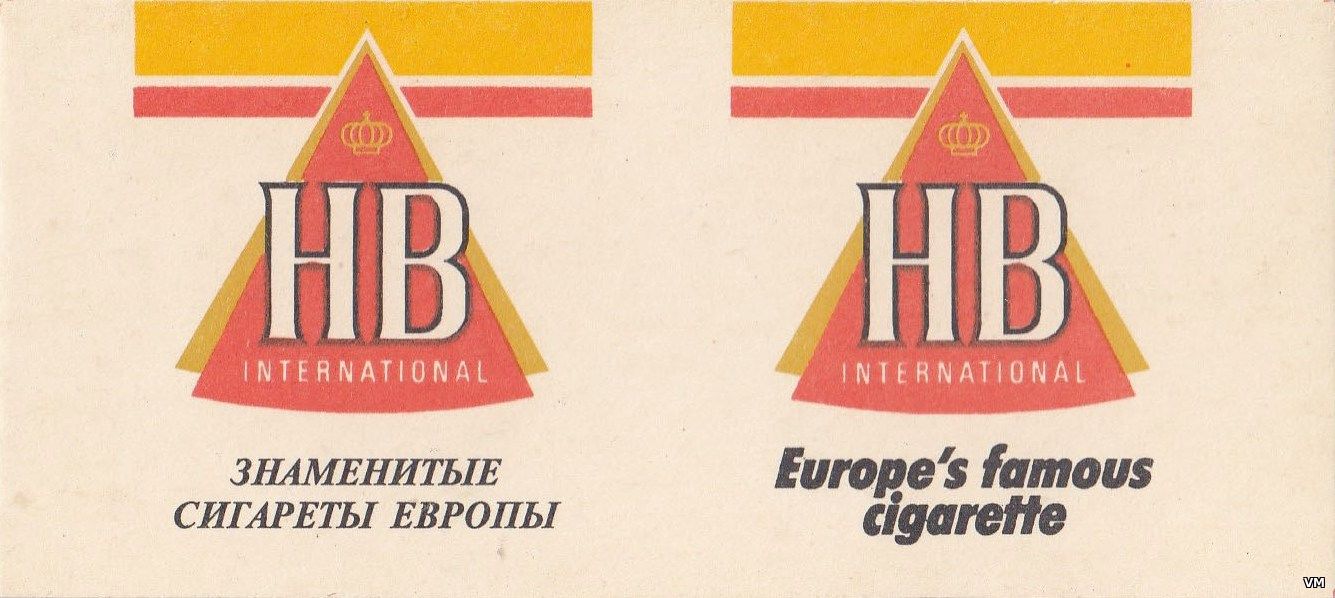 HB
INTERNATIONAL
ЗНАМЕНИТЫЕ
СИГАРЕТЫ ЕВРОПЫ
HB
INTERNATIONAL
Europe's famous
cigarette
VM